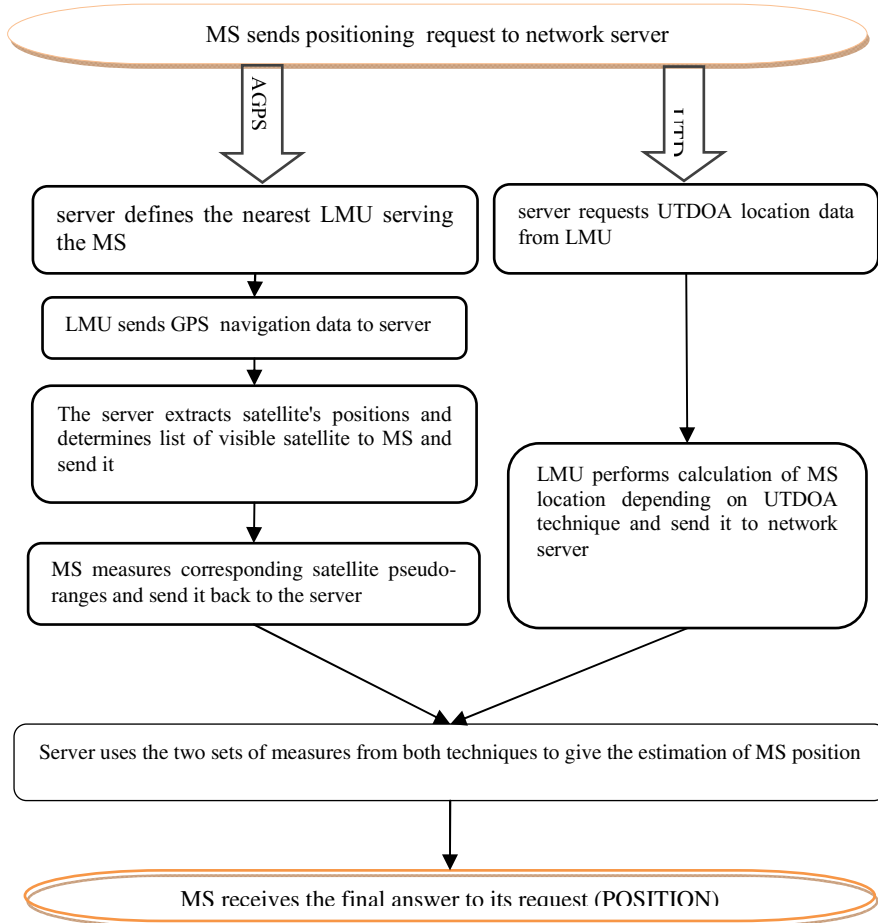 MS sends positioning request to network server
AGPS
server defines the nearest LMU serving
the MS
LMU sends GPS navigation data to server
The server extracts satellite's positions and
determines list of visible satellite to MS and
send it
MS measures corresponding satellite pseudo-
ranges and send it back to the server
server requests UTDOA location data
from LMU
LMU performs calculation of MS
location depending on UTDOA
technique and send it to network
server
Server uses the two sets of measures from both techniques to give the estimation of MS position
MS receives the final answer to its request (POSITION)